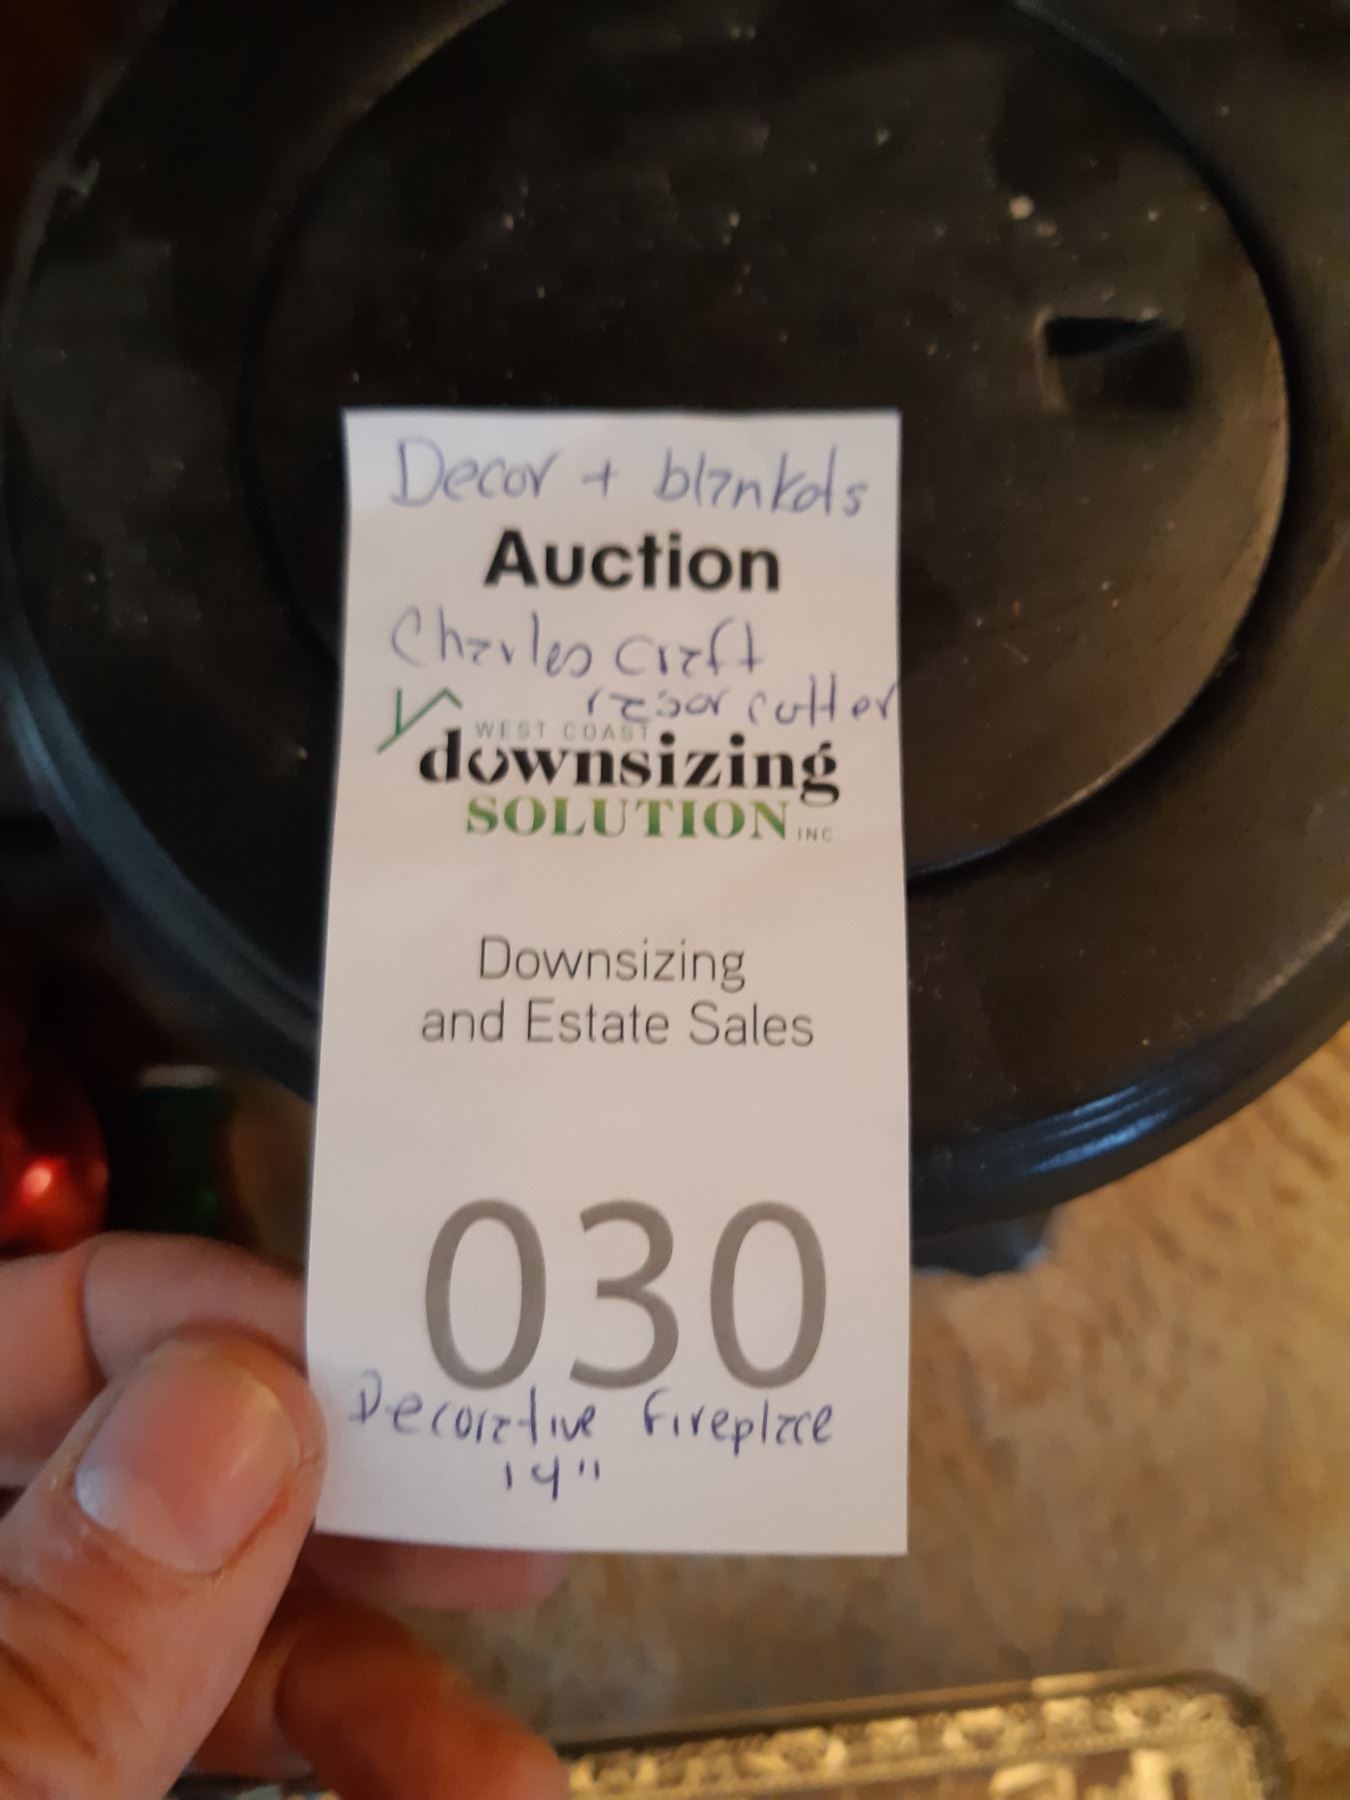 Decor + blankets
Auction
Charles Craft
razor cutter
WEST COAST
downsizing
SOLUTION INC
Downsizing
and Estate Sales
030
Decorative fireplace
14"